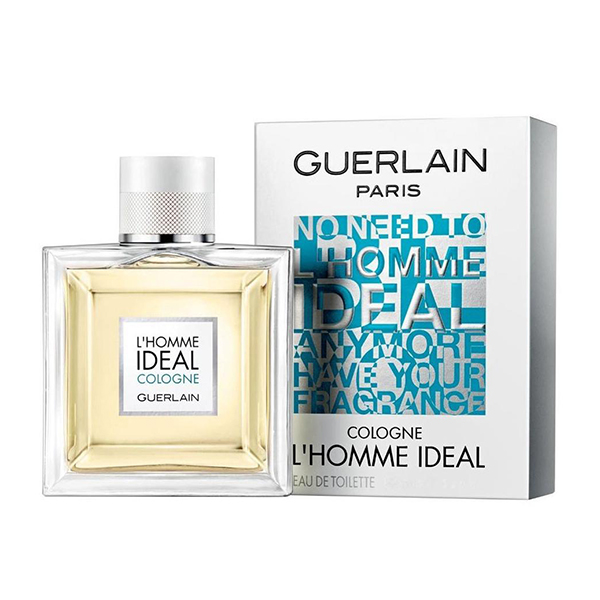 L'HOMME
IDEAL
COLOGNE
GUERLAIN
GUERLAIN
PARIS
NO NEED TO
L'HOMME
IDEAL
ANYMORE
HAVE YOUR
FRAGRANCE
COLOGNE
L'HOMME IDEAL
EAU DE TOILETTE